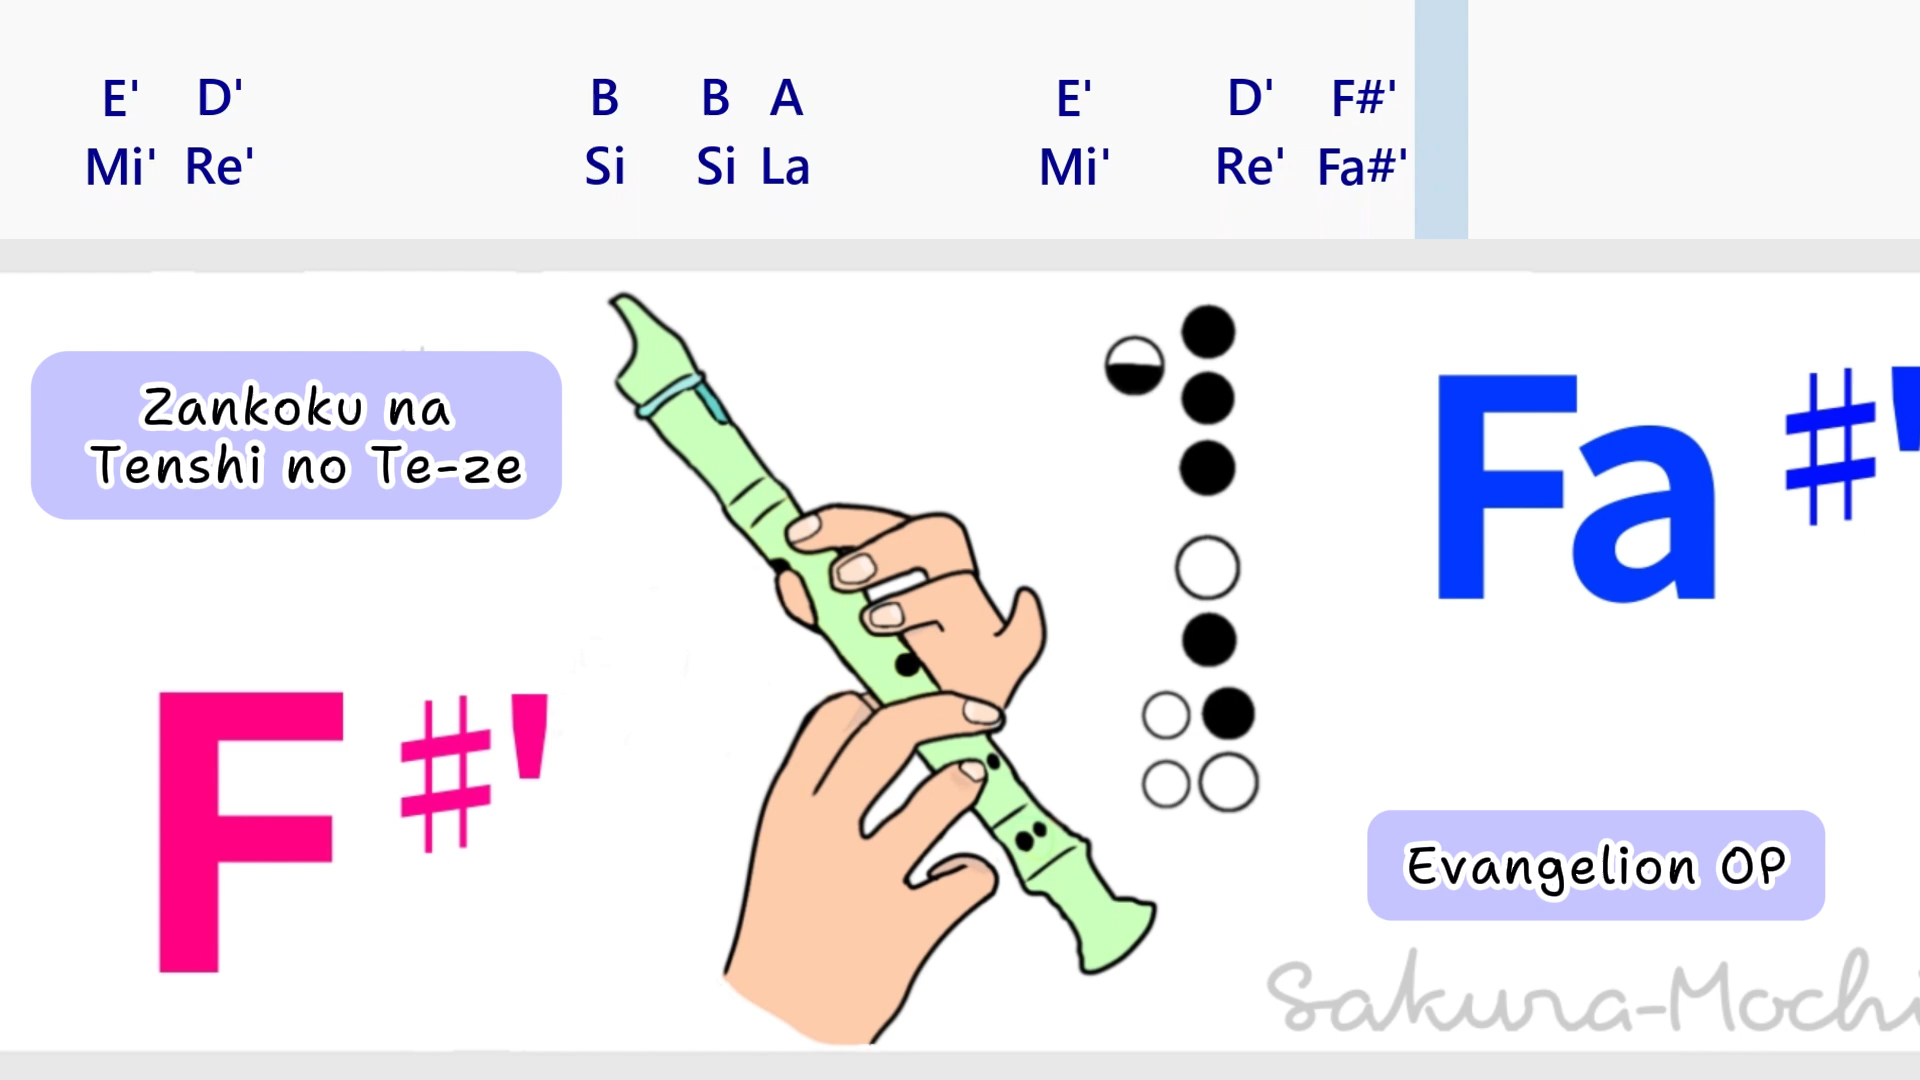 E' D' B B A E' D' F#'
Mi' Re' Si Si La Mi' Re' Fa#'
Zankoku na
Tenshi no Te-ze
Fa#'
F#'
Evangelion OP
Sakura-Mochi